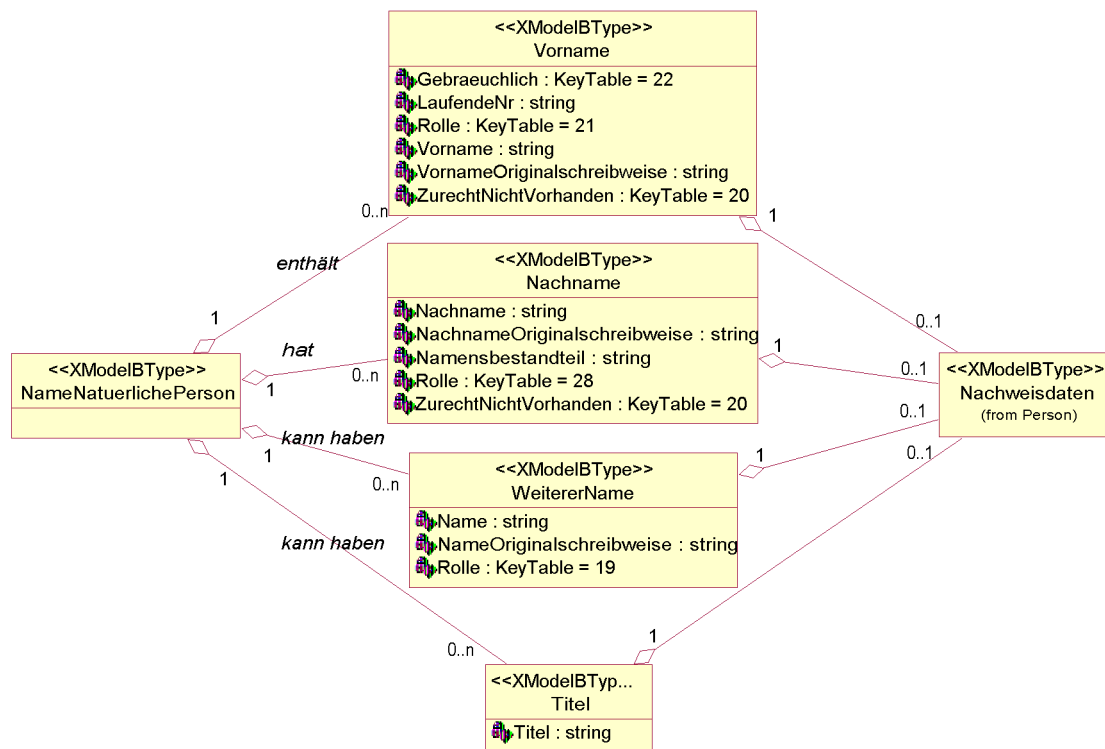 <<XModelBType>>
Vorname
Gebraeuchlich : KeyTable = 22
LaufendeNr : string
Rolle : KeyTable = 21
Vorname : string
VornameOriginalschreibweise : string
ZurechtNichtVorhanden : KeyTable = 20
0..n
1
enthält
<<XModelBType>>
Nachname
Nachname : string
NachnameOriginalschreibweise : string
Namensbestandteil : string
Rolle : KeyTable = 28
ZurechtNichtVorhanden : KeyTable = 20
1
0..1
hat
1
0..n
1
0..1
<<XModelBType>>
NameNatuerlichePerson
<<XModelBType>>
Nachweisdaten
(from Person)
kann haben
1
0..n
0..1
1
<<XModelBType>>
WeitererName
Name : string
NameOriginalschreibweise : string
Rolle : KeyTable = 19
1
0..1
kann haben
0..n
1
<<XModelBTyp...
Titel
Titel : string